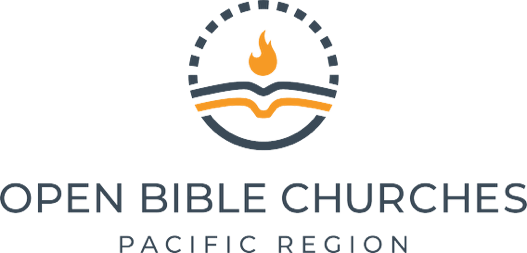 OPEN BIBLE CHURCHES
PACIFIC REGION